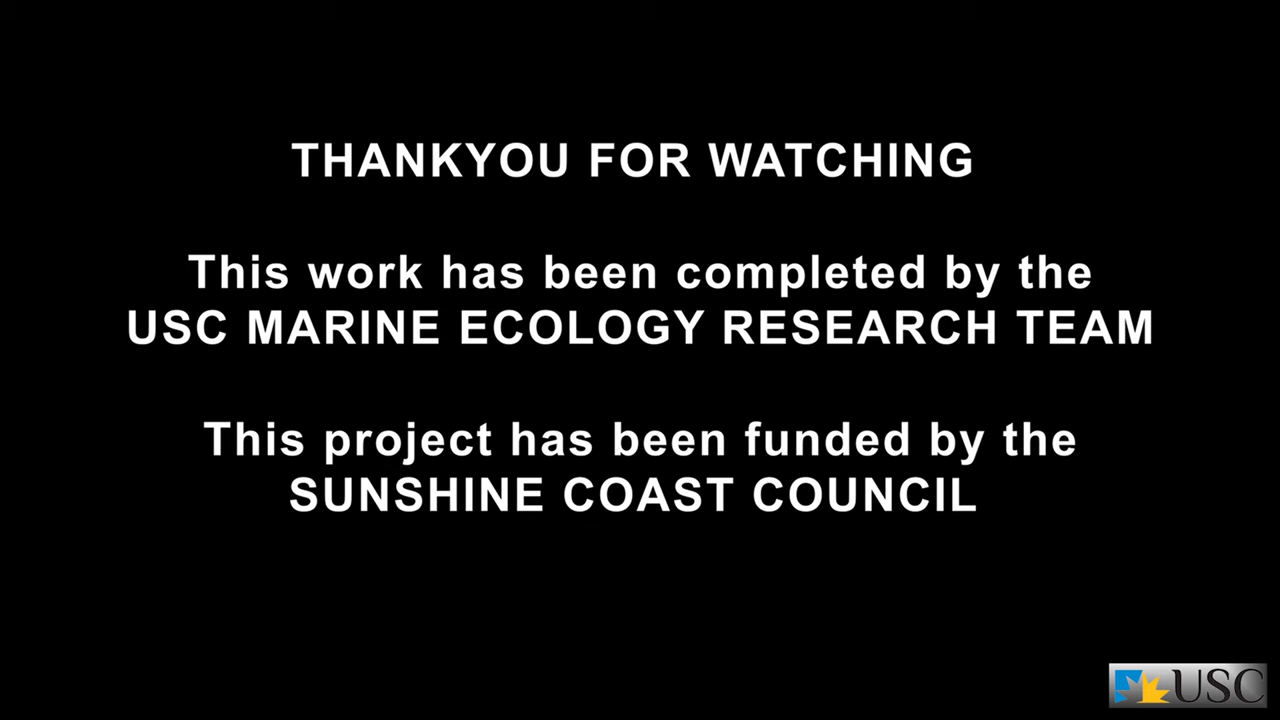 THANKYOU FOR WATCHING
This work has been completed by the
USC MARINE ECOLOGY RESEARCH TEAM
This project has been funded by the
SUNSHINE COAST COUNCIL
USC